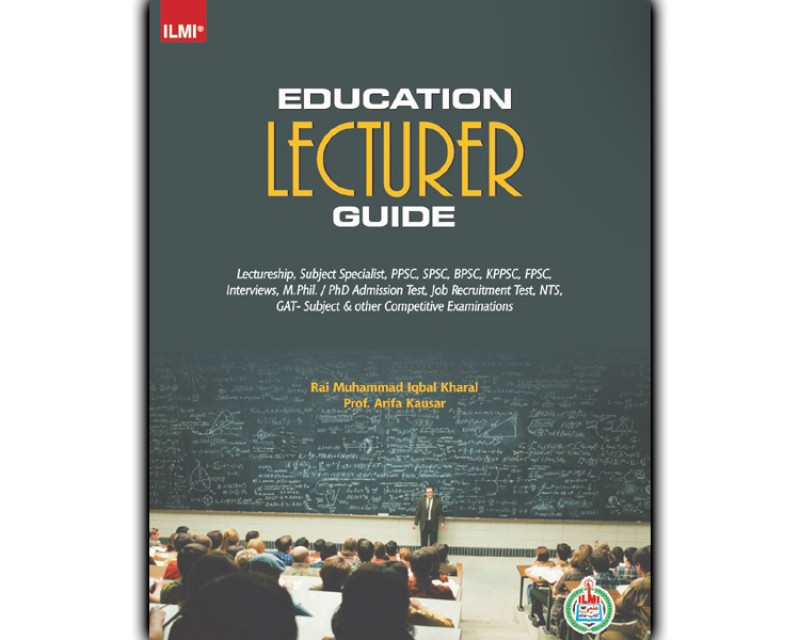 ILMI®
EDUCATION
LECTURER
GUIDE
Lectureship, Subject Specialist, PPSC, SPSC, BPSC, KPPSC, FPSC,
Interviews, M.Phil. / PhD Admission Test, Job Recruitment Test, NTS,
GAT- Subject & other Competitive Examinations
Rai Muhammad Iqbal Kharal
Prof. Arifa Kausar
ILMI